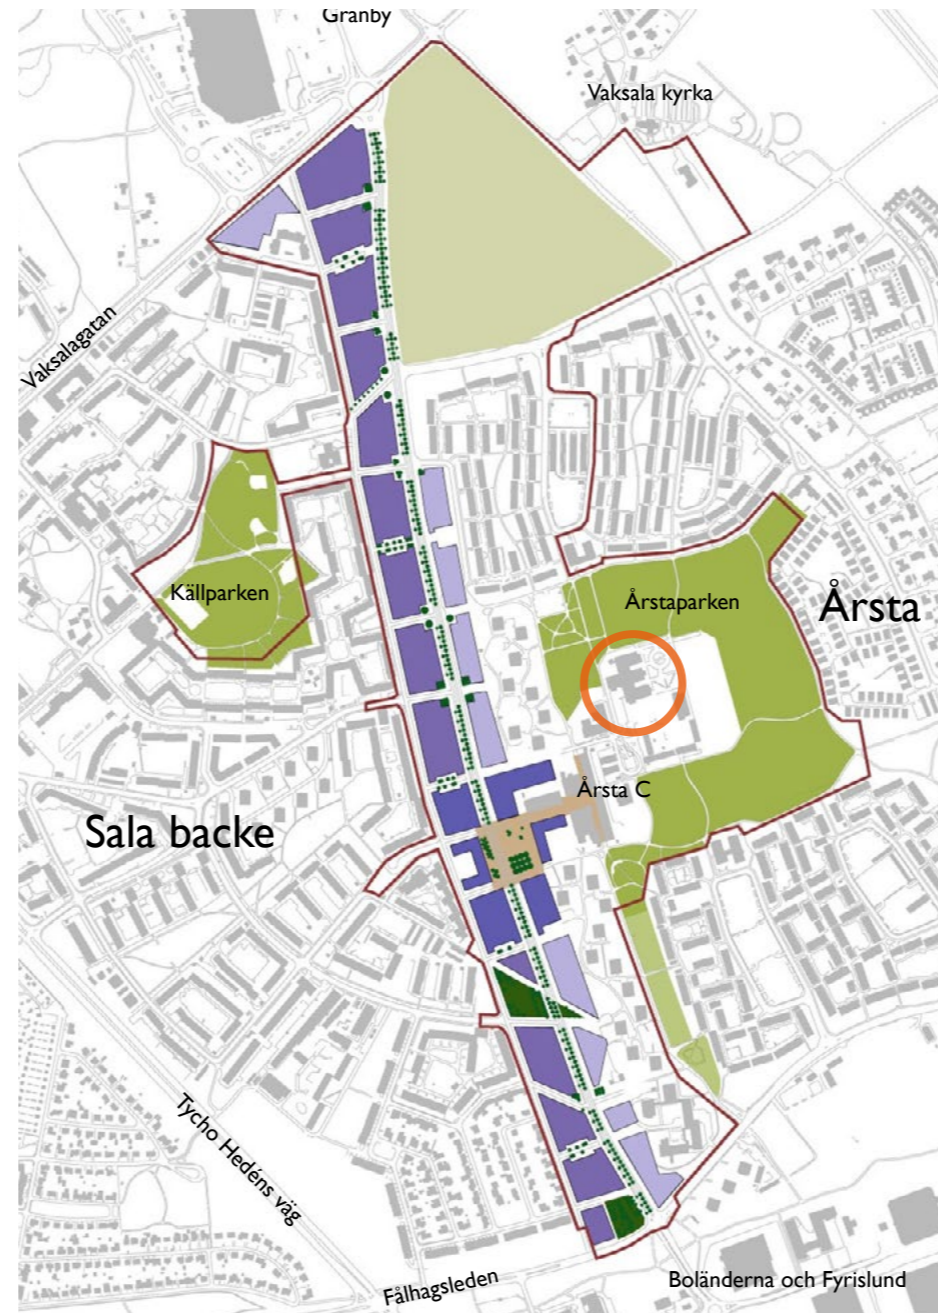 Granby
Vaksala kyrka
Vaksalagatan
Källparken
Årstaparken
Årsta
Årsta C
Sala backe
Tycho Hedéns väg
Fålhagsleden
Boländerna och Fyrislund